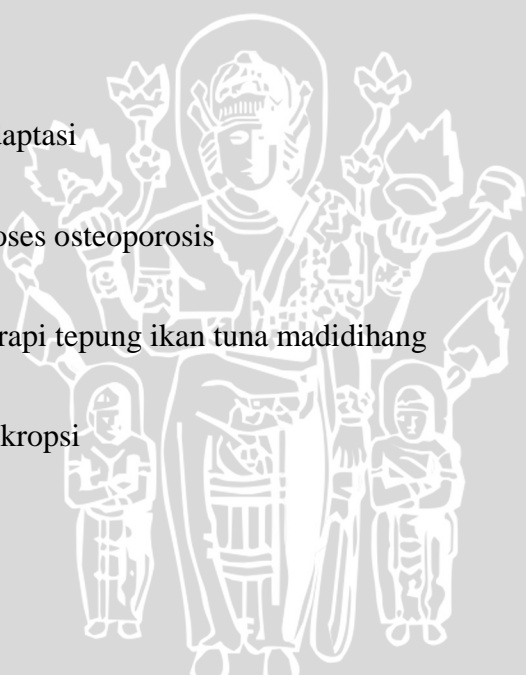 aptasi
oses osteoporosis
rapi tepung ikan tuna madidihang
kropsi